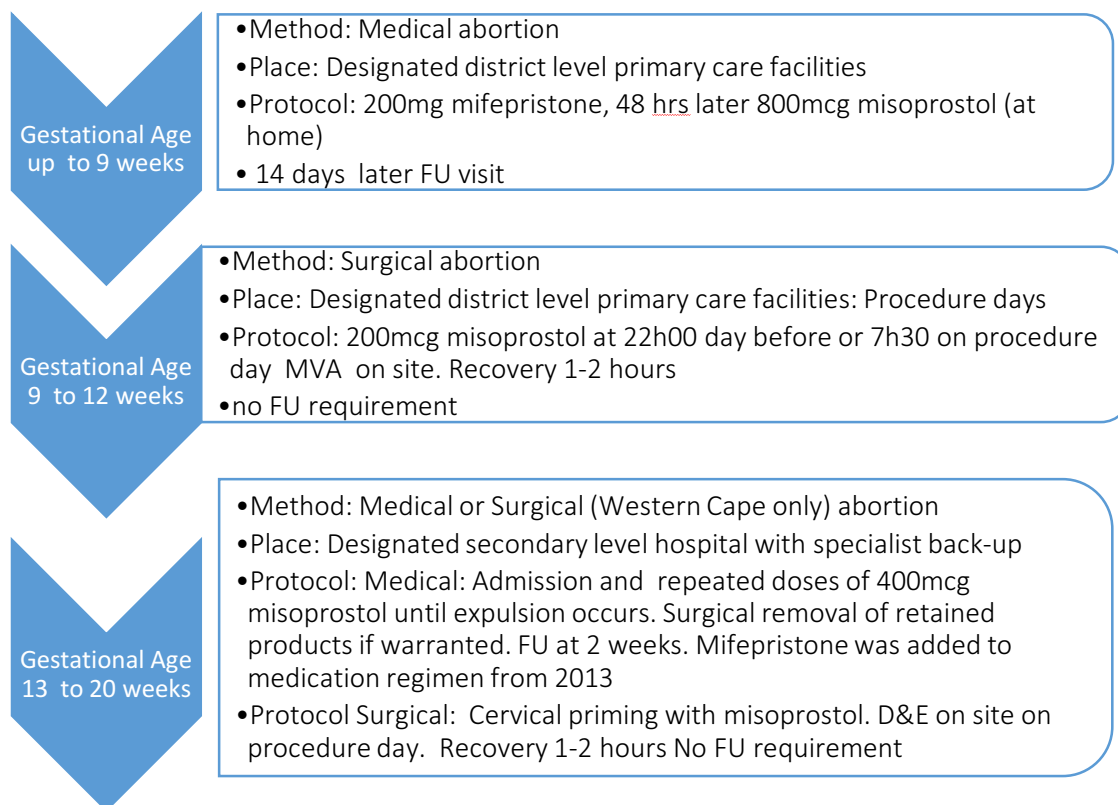 Gestational Age
up to 9 weeks
•Method: Medical abortion
•Place: Designated district level primary care facilities
•Protocol: 200mg mifepristone, 48 hrs later 800mcg misoprostol (at
home)
• 14 days later FU visit
Gestational Age
9 to 12 weeks
•Method: Surgical abortion
•Place: Designated district level primary care facilities: Procedure days
•Protocol: 200mcg misoprostol at 22h00 day before or 7h30 on procedure
day MVA on site. Recovery 1-2 hours
•no FU requirement
Gestational Age
13 to 20 weeks
•Method: Medical or Surgical (Western Cape only) abortion
•Place: Designated secondary level hospital with specialist back-up
•Protocol: Medical: Admission and repeated doses of 400mcg
misoprostol until expulsion occurs. Surgical removal of retained
products if warranted. FU at 2 weeks. Mifepristone was added to
medication regimen from 2013
•Protocol Surgical: Cervical priming with misoprostol. D&E on site on
procedure day. Recovery 1-2 hours No FU requirement